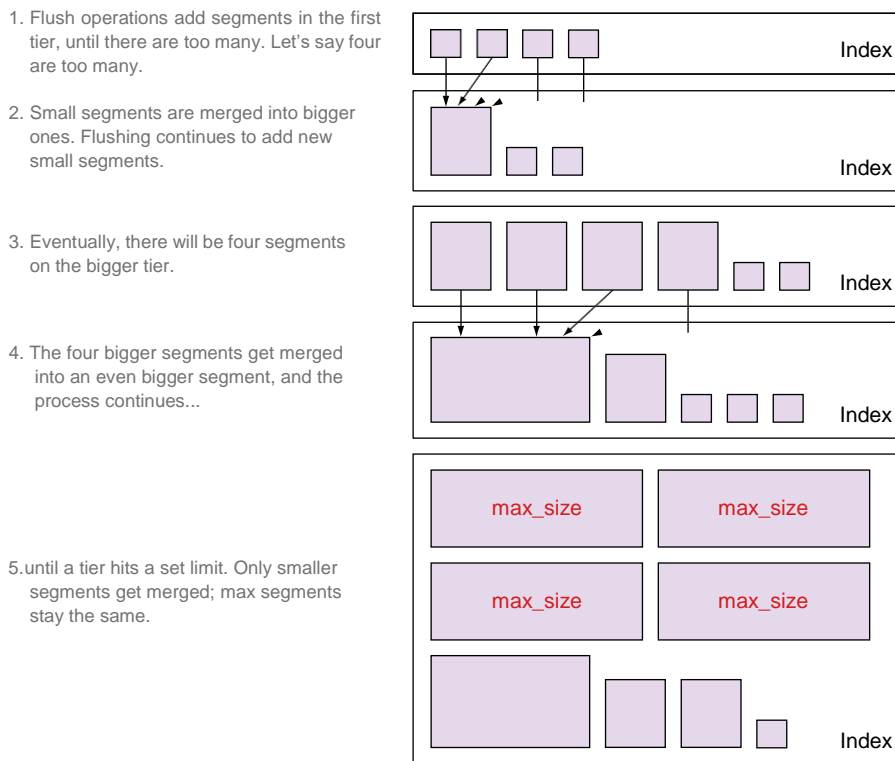 1. Flush operations add segments in the first
tier, until there are too many. Let's say four
are too many.
Index
2. Small segments are merged into bigger
ones. Flushing continues to add new
small segments.
Index
3. Eventually, there will be four segments
on the bigger tier.
Index
4. The four bigger segments get merged
into an even bigger segment, and the
process continues...
Index
max_size max_size
5.until a tier hits a set limit. Only smaller
segments get merged; max segments
stay the same.
max_size max_size
Index